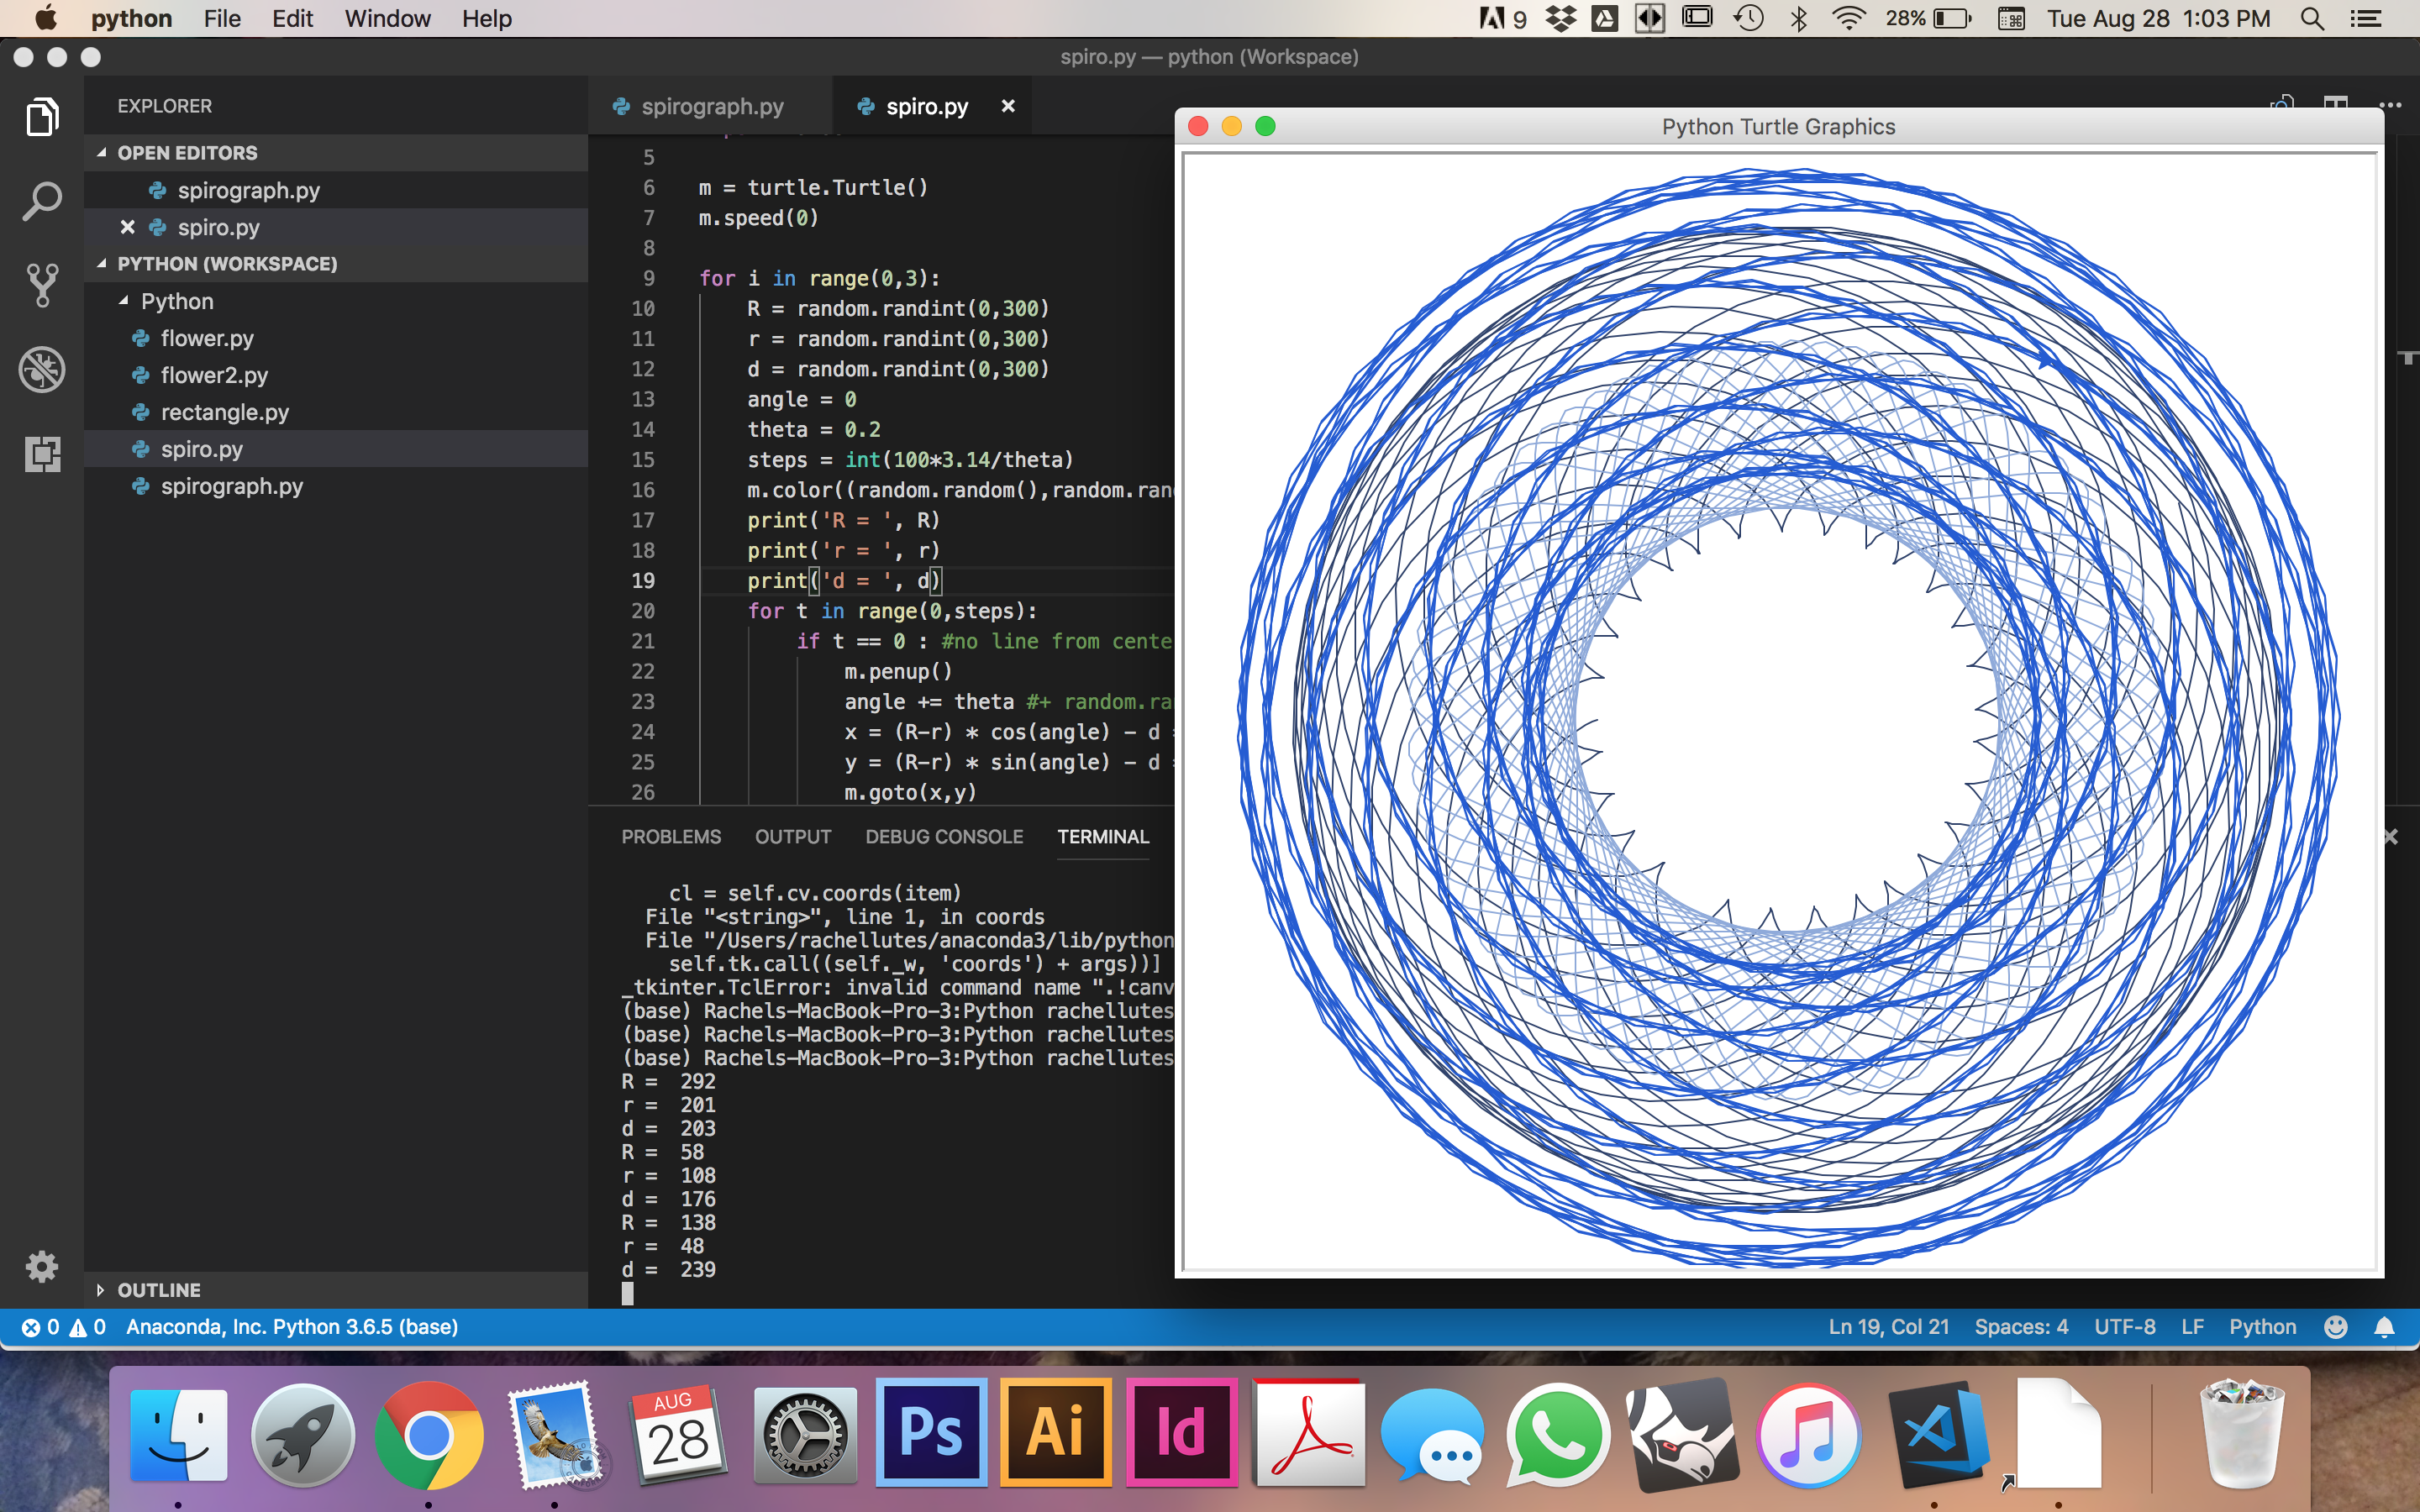 python File Edit Window Help 9 28% Tue Aug 28 1:03 PM
spiro.py — python (Workspace)
EXPLORER
OPEN EDITORS
spirograph.py
spiro.py
PYTHON (WORKSPACE)
Python
flower.py
flower2.py
rectangle.py
spiro.py
spirograph.py
OUTLINE
spirograph.py spiro.py
5
6 m = turtle.Turtle()
7 m.speed(0)
8
9 for i in range(0,3):
10 R = random.randint(0,300)
11 r = random.randint(0,300)
12 d = random.randint(0,300)
13 angle = 0
14 theta = 0.2
15 steps = int(100*3.14/theta)
16 m.color((random.random(),random.ran
17 print('R = ', R)
18 print('r = ', r)
19 print('d = ', d)
20 for t in range(0,steps):
21 if t == 0 : #no line from cente
22 m.penup()
23 angle += theta #+ random.ra
24 x = (R-r) * cos(angle) - d
25 y = (R-r) * sin(angle) - d
26 m.goto(x,y)
PROBLEMS OUTPUT DEBUG CONSOLE TERMINAL
cl = self.cv.coords(item)
File "<string>", line 1, in coords
File "/Users/rachellutes/anaconda3/lib/python
self.tk.call((self._w, 'coords') + args))]
_tkinter.TclError: invalid command name ".!canv
(base) Rachels-MacBook-Pro-3:Python rachellutes
(base) Rachels-MacBook-Pro-3:Python rachellutes
(base) Rachels-MacBook-Pro-3:Python rachellutes
R = 292
r = 201
d = 203
R = 58
r = 108
d = 176
R = 138
r = 48
d = 239
Python Turtle Graphics
0 0 Anaconda, Inc. Python 3.6.5 (base) Ln 19, Col 21 Spaces: 4 UTF-8 LF Python
AUG
28
Ps
Ai
Id